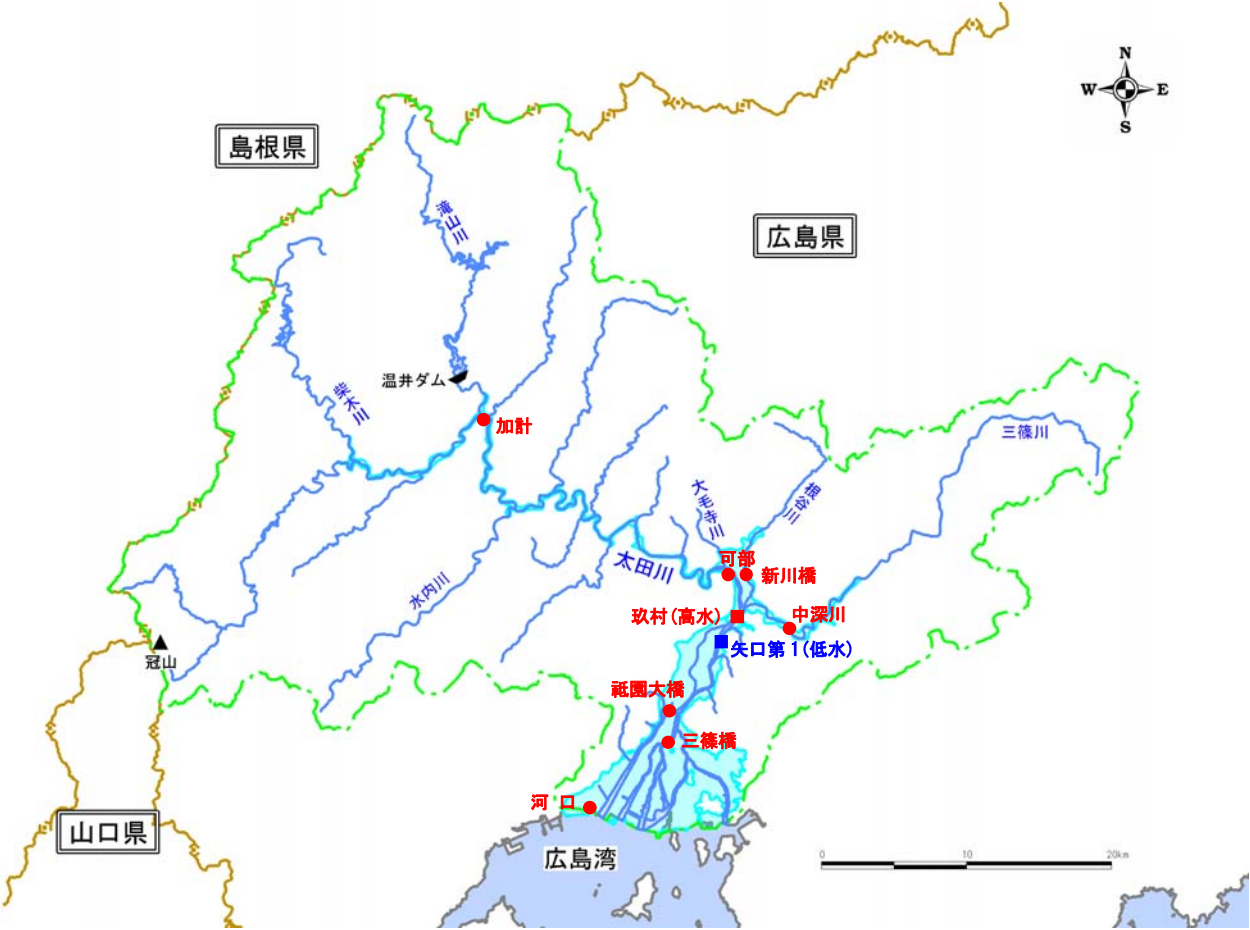 N
W
E
S
島根県
広島県
滝山川
温井ダム
柴木川
加計
三篠川
大毛寺川
根谷川
可部
新川橋
太田川
水内川
玖村(高水)
中深川
矢口第1(低水)
冠山
祇園大橋
三篠橋
河口
山口県
広島湾
0
10
20km